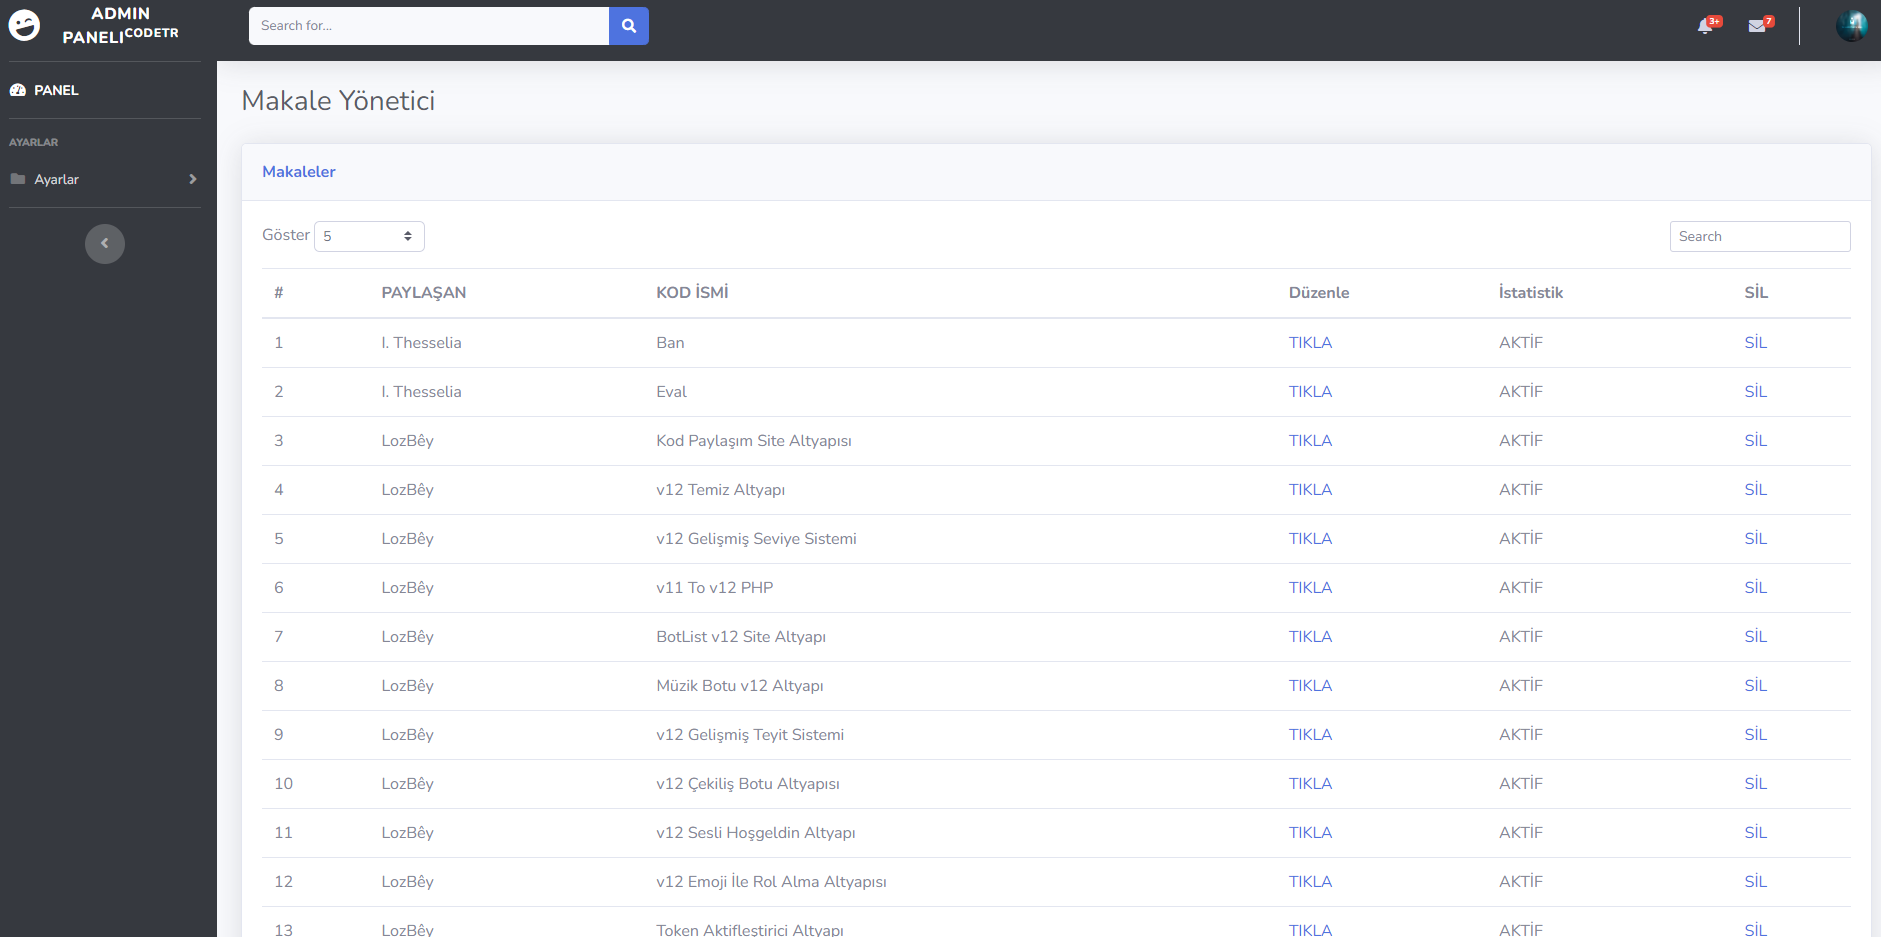 ADMIN
PANELI CODETR
Search for...
3+
7
PANEL
AYARLAR
Ayarlar
Makale Yönetici
Makaleler
Göster 5
Search
# PAYLAŞAN KOD İSMİ Düzenle İstatistik SİL
1 I. Thesselia Ban TIKLA AKTİF SİL
2 I. Thesselia Eval TIKLA AKTİF SİL
3 LozBêy Kod Paylaşım Site Altyapısı TIKLA AKTİF SİL
4 LozBêy v12 Temiz Altyapı TIKLA AKTİF SİL
5 LozBêy v12 Gelişmiş Seviye Sistemi TIKLA AKTİF SİL
6 LozBêy v11 To v12 PHP TIKLA AKTİF SİL
7 LozBêy BotList v12 Site Altyapı TIKLA AKTİF SİL
8 LozBêy Müzik Botu v12 Altyapı TIKLA AKTİF SİL
9 LozBêy v12 Gelişmiş Teyit Sistemi TIKLA AKTİF SİL
10 LozBêy v12 Çekiliş Botu Altyapısı TIKLA AKTİF SİL
11 LozBêy v12 Sesli Hoşgeldin Altyapı TIKLA AKTİF SİL
12 LozBêy v12 Emoji İle Rol Alma Altyapısı TIKLA AKTİF SİL
13 LozBêy Token Aktifleştirici Altyapı TIKLA AKTİF SİL